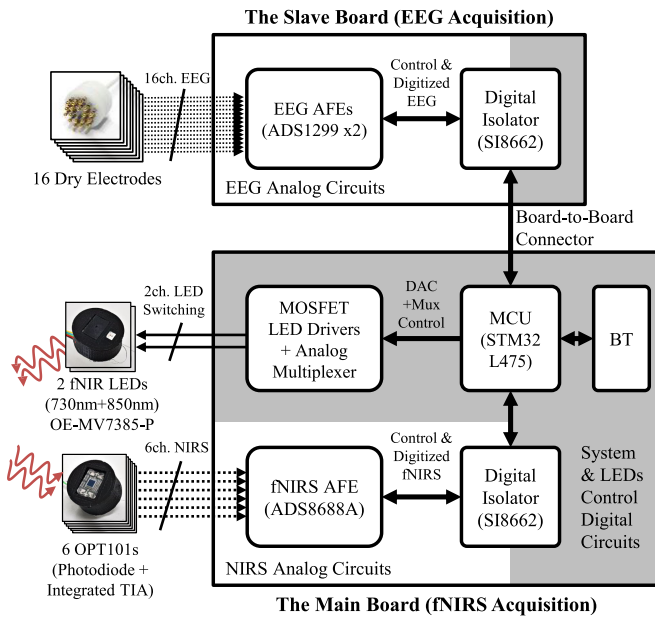 The Slave Board (EEG Acquisition)
16ch. EEG
16 Dry Electrodes
EEG AFEs
(ADS1299 x2)
Control &
Digitized
EEG
Digital
Isolator
(SI8662)
EEG Analog Circuits
Board-to-Board
Connector
2ch. LED
Switching
2 fNIR LEDs
(730nm+850nm)
OE-MV7385-P
MOSFET
LED Drivers
+ Analog
Multiplexer
DAC
+Mux
Control
MCU
(STM32
L475)
BT
6ch. NIRS
6 OPT101s
(Photodiode +
Integrated TIA)
fNIRS AFE
(ADS8688A)
Control &
Digitized
fNIRS
Digital
Isolator
(SI8662)
System
& LEDs
Control
Digital
Circuits
NIRS Analog Circuits
The Main Board (fNIRS Acquisition)